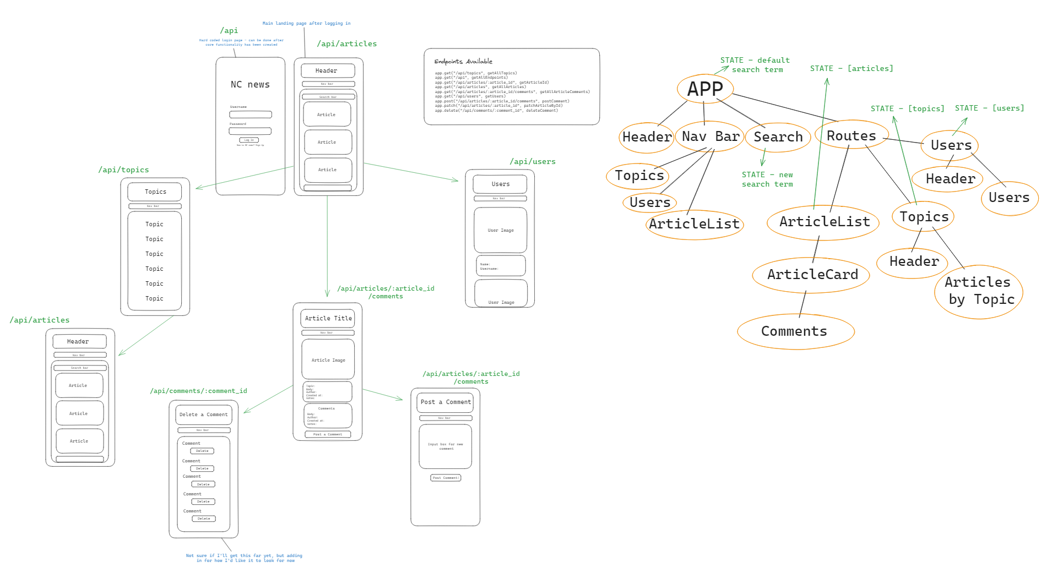 Main landing page after logging in
/api
Hard coded login page - can be done after
core functionality has been created
/api/articles
NC news
Username
Password
Log in
Header
Nav Bar
Search Bar
Article
Article
Article
Endpoints Available
app.get("/api/topics", getAllTopics)
app.get("/api", getAllEndpoints)
app.get("/api/articles/:article_id", getArticleId)
app.get("/api/articles", getAllArticles)
app.get("/api/articles/:article_id/comments", getAllArticleComments)
app.get("/api/users", getUsers)
app.post("/api/articles/:article_id/comments", postComment)
app.patch("/api/articles/:article_id", patchArticleById)
app.delete("/api/comments/:comment_id", deleteComment)
/api/topics
Topics
Nav Bar
Topic
Topic
Topic
Topic
Topic
Topic
/api/users
Users
Nav Bar
User Image
Name:
Username:
User Image
/api/articles
Header
Nav Bar
Search Bar
Article
Article
Article
/api/articles/:article_id
/comments
Article Title
Nav Bar
Article Image
Topic
Body
Author
Created at
Votes
Comments
Body
Author
Created at
Votes
Post a Comment
/api/comments/:comment_id
Delete a Comment
Nav Bar
Comment
Delete
Comment
Delete
Comment
Delete
Comment
Delete
Comment
Delete
Not sure if I'll get this far yet, but adding
in for how I'd like it to look for now
/api/articles/:article_id
/comments
Post a Comment
Nav Bar
Input box for new
comment
Post Comment!
STATE - default
search term
STATE - [articles]
STATE - [topics]
STATE - [users]
APP
Header
Nav Bar
Search
Routes
Users
STATE - new
search term
Topics
Users
ArticleList
Header
Users
ArticleList
Topics
ArticleCard
Header
Articles
by Topic
Comments